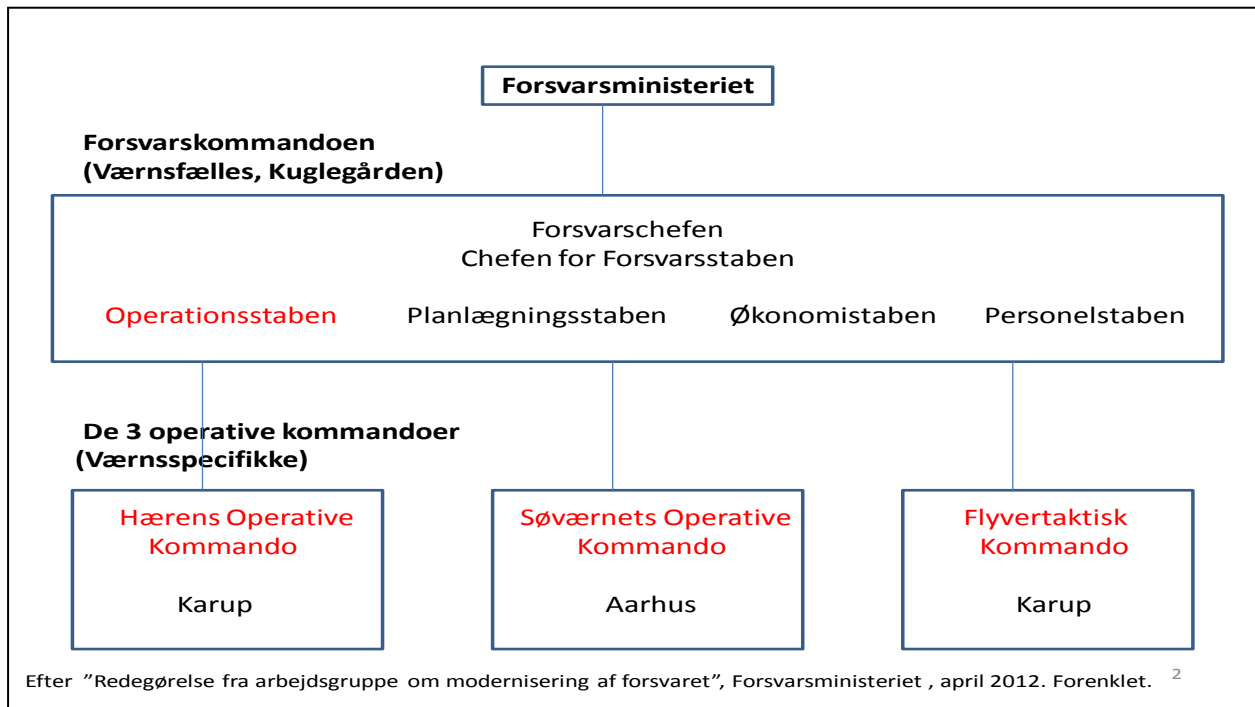 Forsvarsministeriet
Forsvarskommandoen
(Værnsfælles, Kuglegården)
Forsvarschefen
Chefen for Forsvarsstaben
Operationsstaben Planlægningsstaben Økonomistaben Personelstaben
De 3 operative kommandoer
(Værnsspecifikke)
Hærens Operative
Kommando
Karup
Søværnets Operative
Kommando
Aarhus
Flyvertaktisk
Kommando
Karup
Efter ”Redegørelse fra arbejdsgruppe om modernisering af forsvaret”, Forsvarsministeriet , april 2012. Forenklet. 2